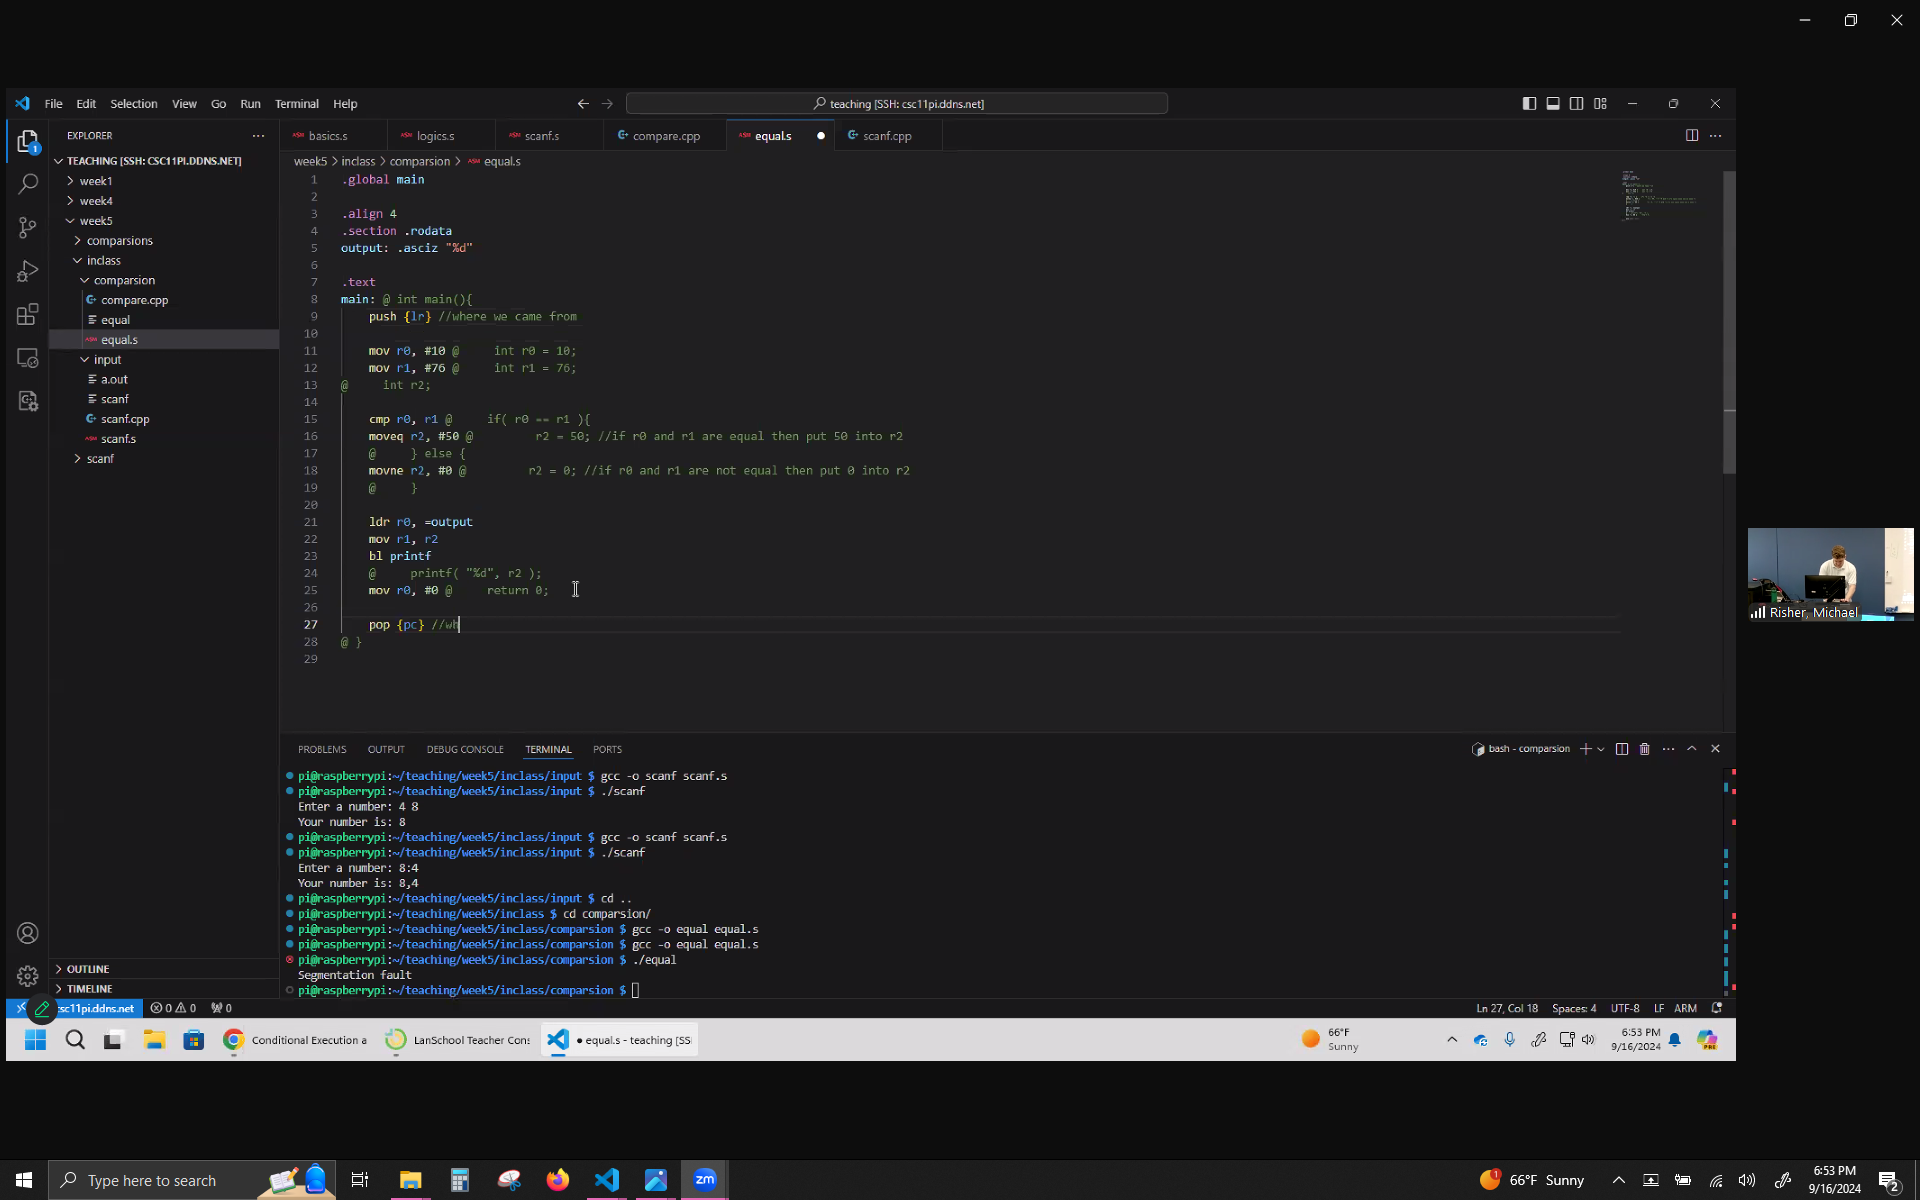 File Edit Selection View Go Run Terminal Help
teaching [SSH: csc11pi.ddns.net]
EXPLORER
basics.s
logics.s
scanf.s
compare.cpp
equal.s
scanf.cpp
TEACHING [SSH: CSC11PI.DDNS.NET]
week1
week4
week5
comparsions
inclass
comparsion
compare.cpp
equal
equal.s
input
a.out
scanf
scanf.cpp
scanf.s
scanf
OUTLINE
TIMELINE
week5 > inclass > comparsion > equal.s
1 .global main
2
3 .align 4
4 .section .rodata
5 output: .asciz "%d"
6
7 .text
8 main: @ int main(){
9 push {lr} //where we came from
10
11 mov r0, #10 @ int r0 = 10;
12 mov r1, #76 @ int r1 = 76;
13 @ int r2;
14
15 cmp r0, r1 @ if( r0 == r1 ){
16 moveq r2, #50 @ r2 = 50; //if r0 and r1 are equal then put 50 into r2
17 @ } else {
18 movne r2, #0 @ r2 = 0; //if r0 and r1 are not equal then put 0 into r2
19 @ }
20
21 ldr r0, =output
22 mov r1, r2
23 bl printf
24 @ printf( "%d", r2 );
25 mov r0, #0 @ return 0;
26
27 pop {pc} //wh
28 @ }
29
PROBLEMS OUTPUT DEBUG CONSOLE TERMINAL PORTS
bash - comparsion
pi@raspberrypi:~/teaching/week5/inclass/input $ gcc -o scanf scanf.s
pi@raspberrypi:~/teaching/week5/inclass/input $ ./scanf
Enter a number: 4 8
Your number is: 8
pi@raspberrypi:~/teaching/week5/inclass/input $ gcc -o scanf scanf.s
pi@raspberrypi:~/teaching/week5/inclass/input $ ./scanf
Enter a number: 8:4
Your number is: 8,4
pi@raspberrypi:~/teaching/week5/inclass/input $ cd ..
pi@raspberrypi:~/teaching/week5/inclass $ cd comparsion/
pi@raspberrypi:~/teaching/week5/inclass/comparsion $ gcc -o equal equal.s
pi@raspberrypi:~/teaching/week5/inclass/comparsion $ gcc -o equal equal.s
pi@raspberrypi:~/teaching/week5/inclass/comparsion $ ./equal
Segmentation fault
pi@raspberrypi:~/teaching/week5/inclass/comparsion $
Risher, Michael
csc11pi.ddns.net 0 0 0
Ln 27, Col 18 Spaces: 4 UTF-8 LF ARM
Conditional Execution a
LanSchool Teacher Cons
equal.s - teaching [SS
66°F
Sunny
6:53 PM
9/16/2024
Type here to search
66°F Sunny
6:53 PM
9/16/2024
2